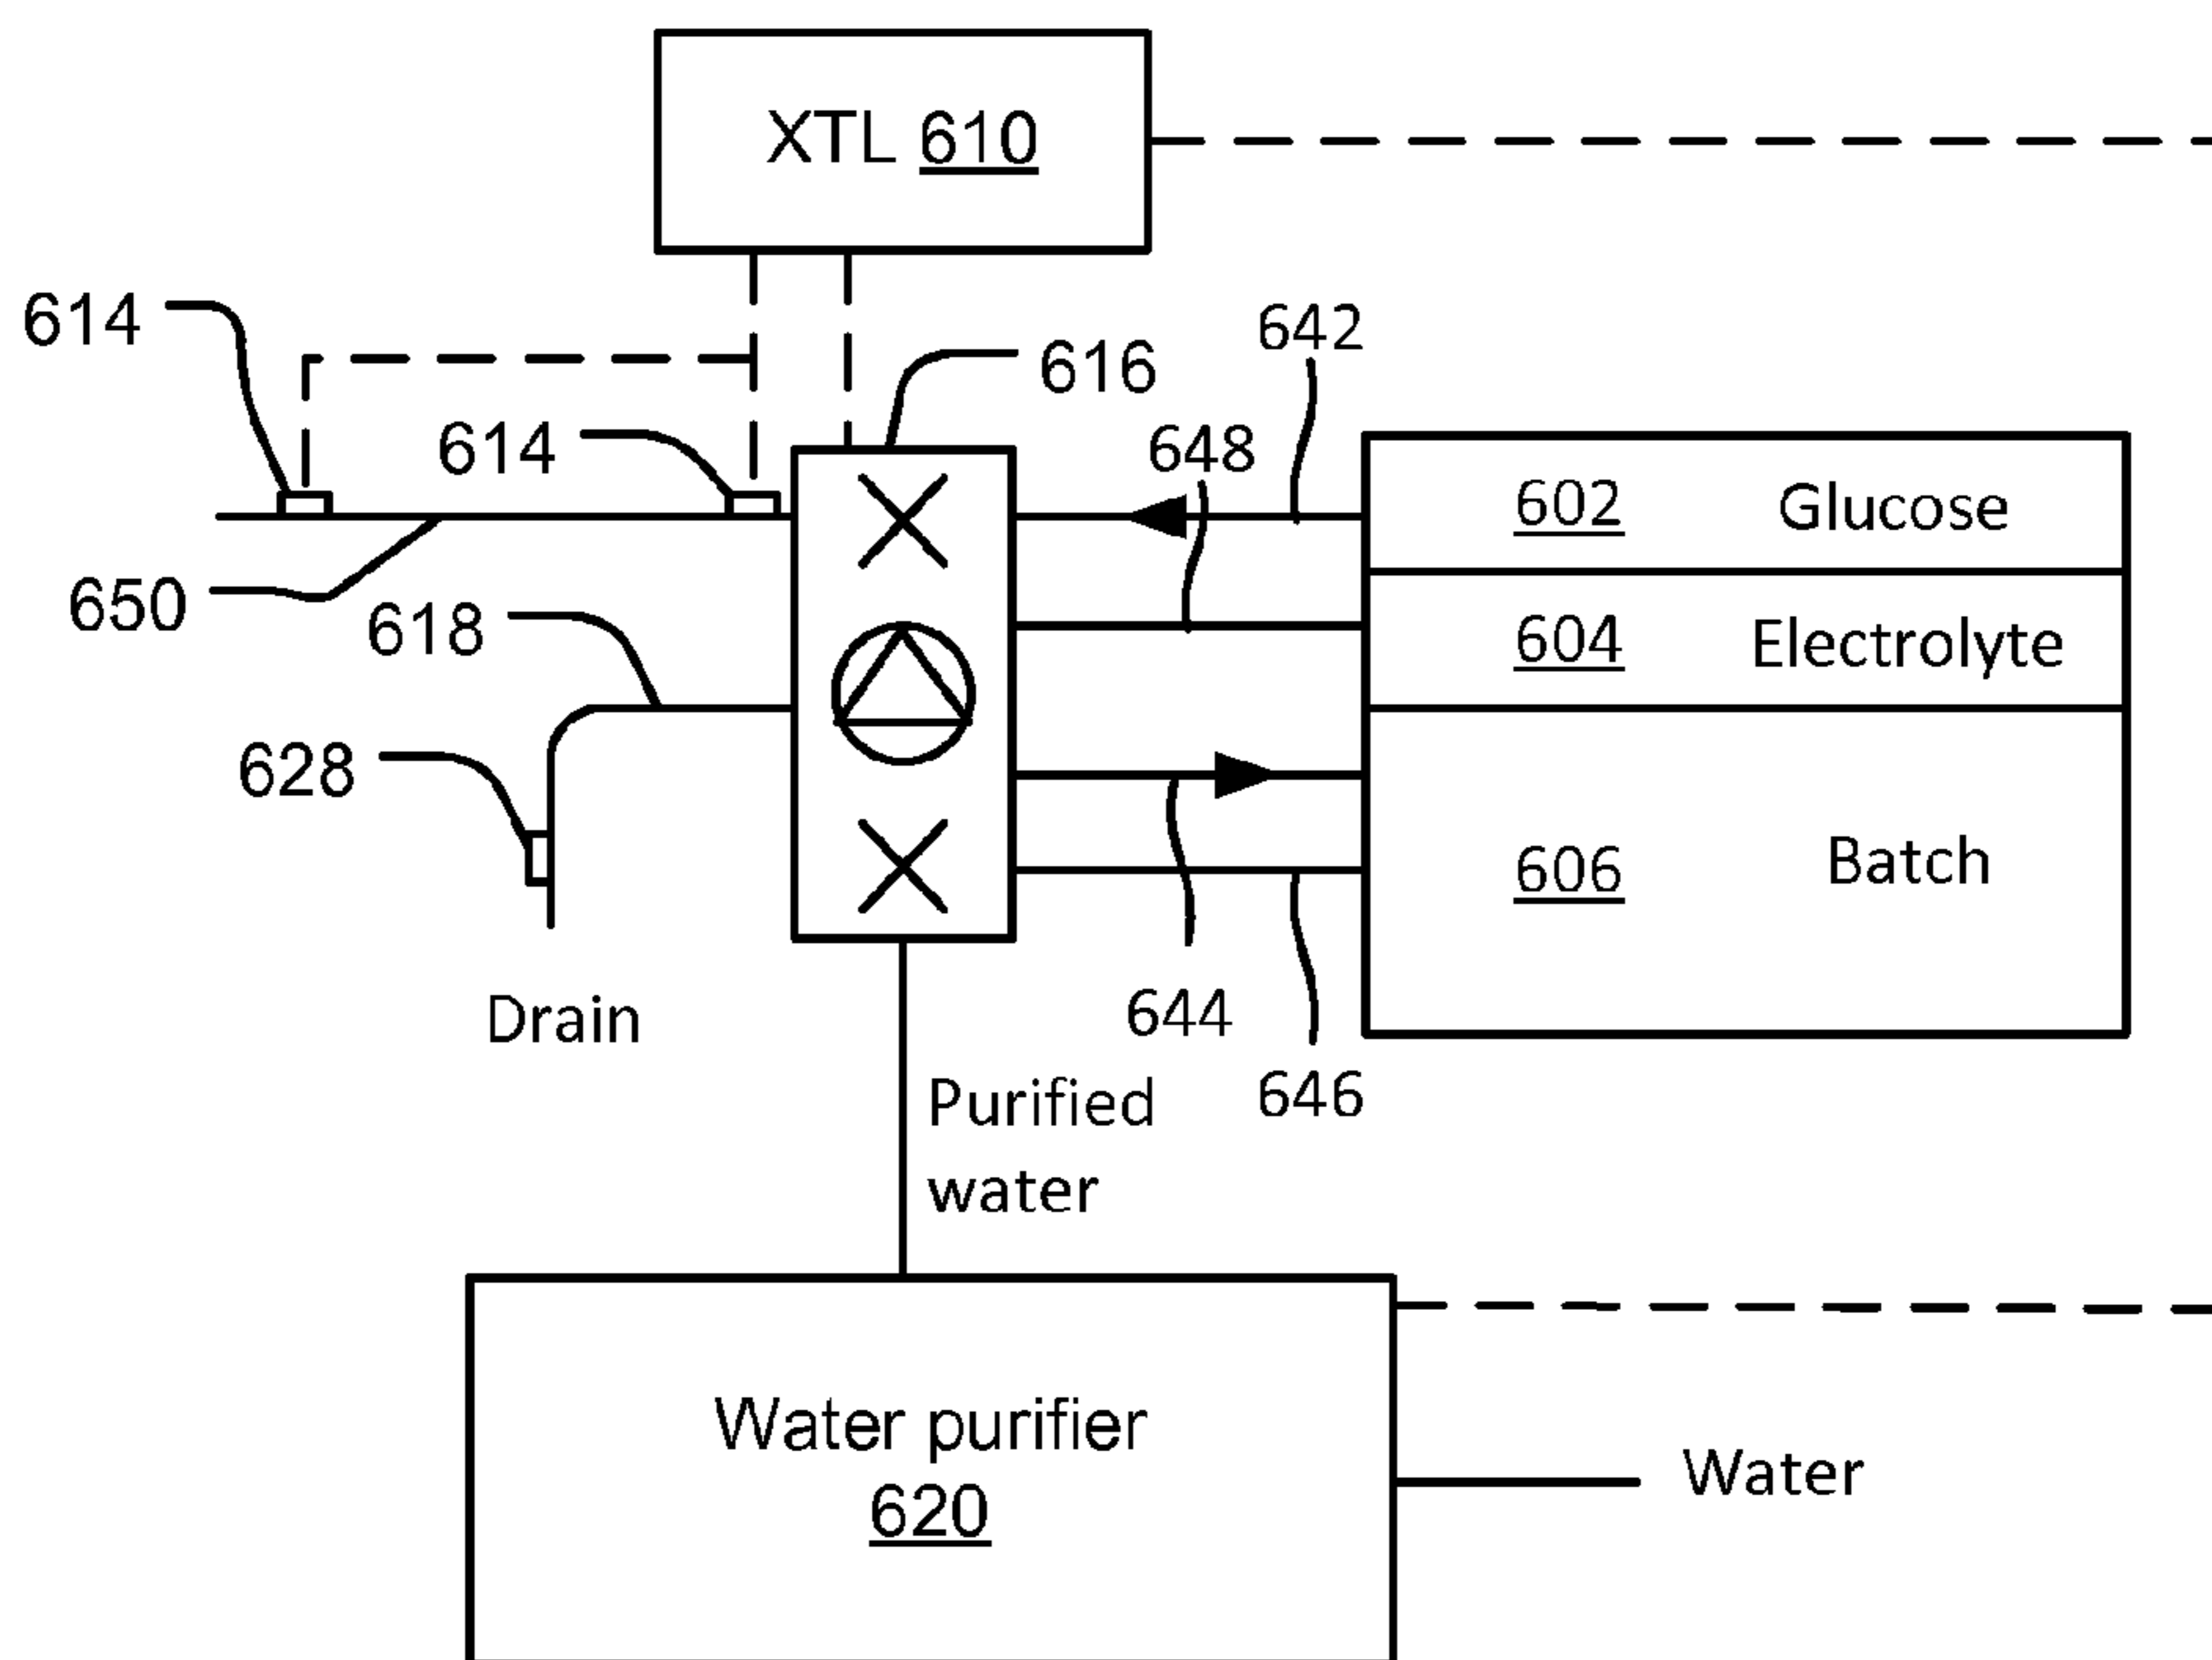 XTL 610
614
642
616
614
648
602 Glucose
650
618
604 Electrolyte
628
606 Batch
Drain
644
Purified
water
646
Water purifier
620
Water